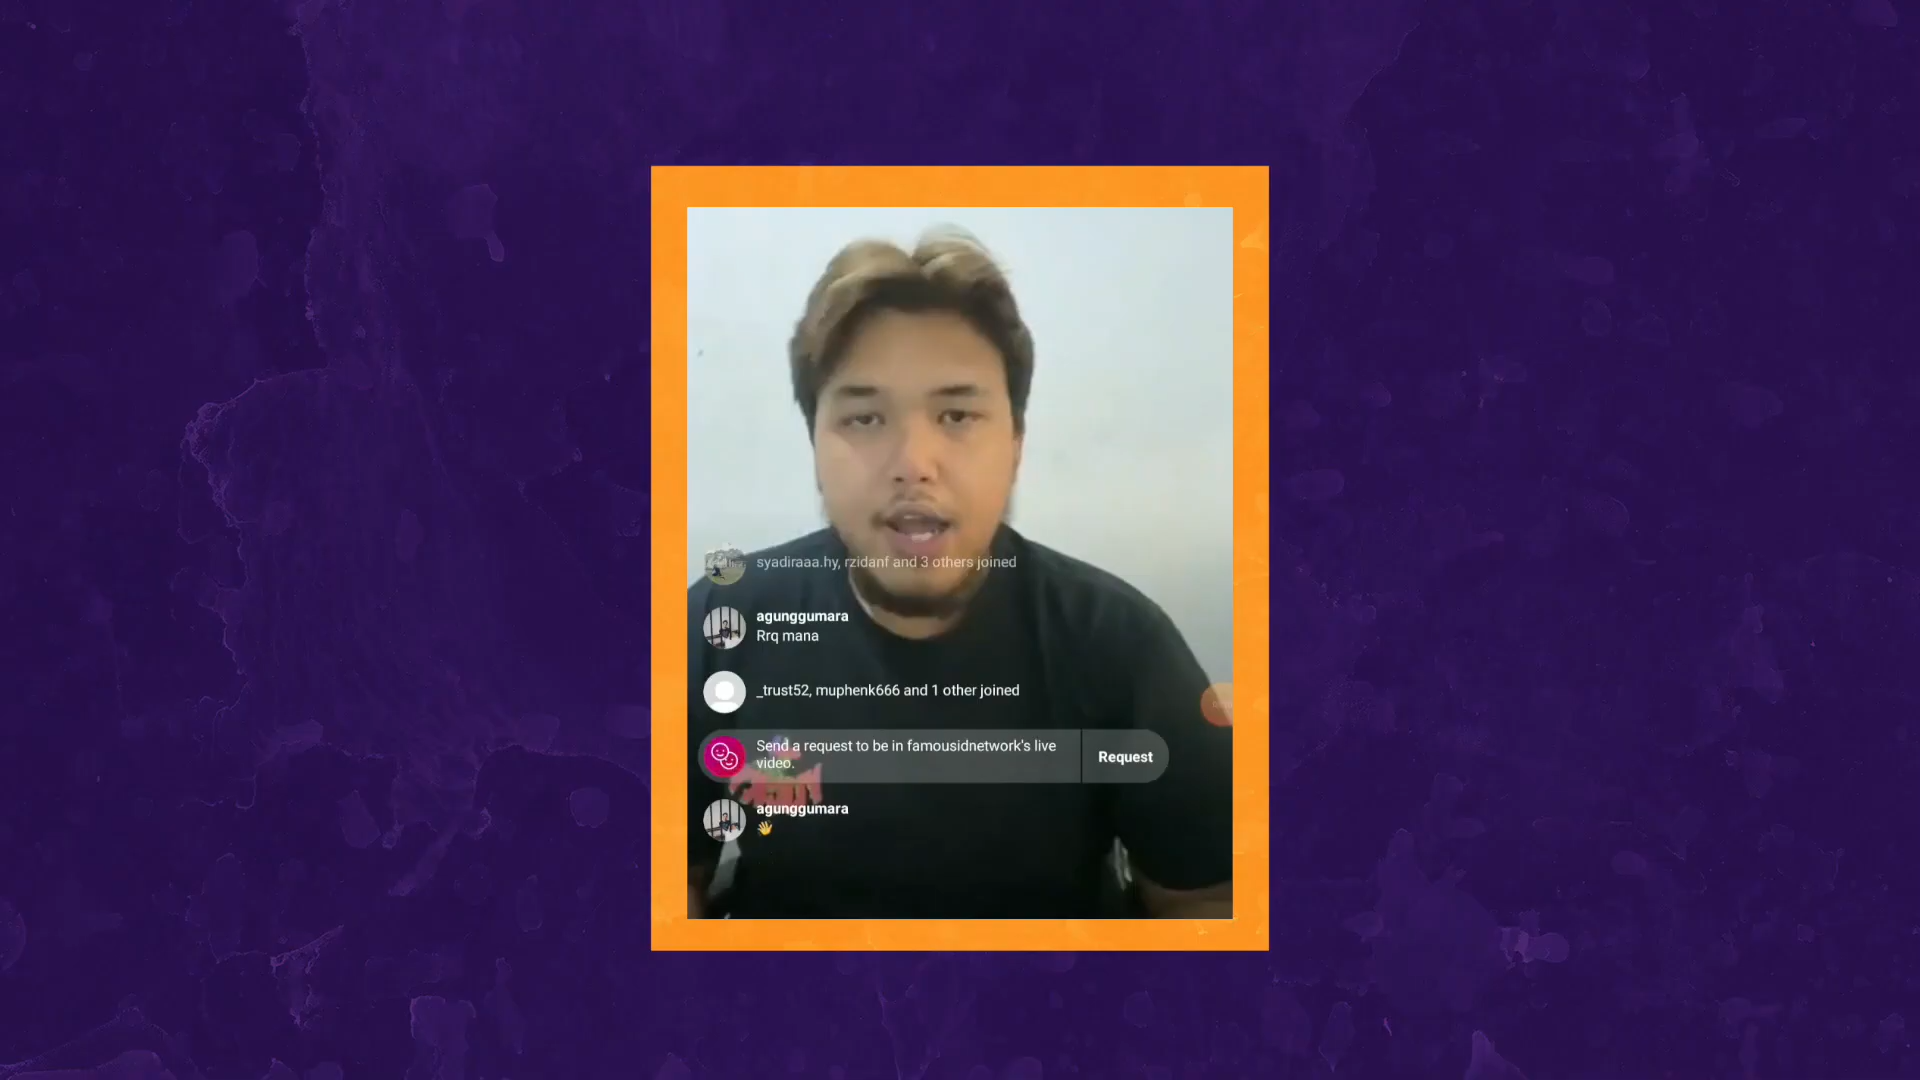 syadiraaa.hy, rzidanf and 3 others joined
agunggumara
Rrq mana
_trust52, muphenk666 and 1 other joined
Send a request to be in famousidnetwork's live
video.
Request
agunggumara
👋